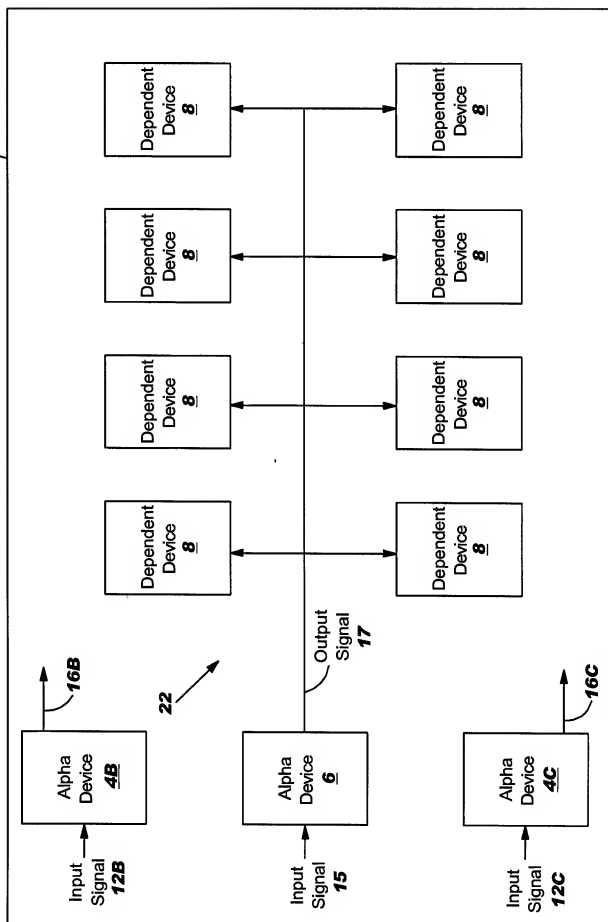 Dependent
Device
8
Dependent
Device
8
Dependent
Device
8
Dependent
Device
8
Dependent
Device
8
Dependent
Device
8
Dependent
Device
8
Dependent
Device
8
Output
Signal
17
22
16B
Alpha
Device
4B
Input
Signal
12B
Alpha
Device
6
Input
Signal
15
16C
Alpha
Device
4C
Input
Signal
12C